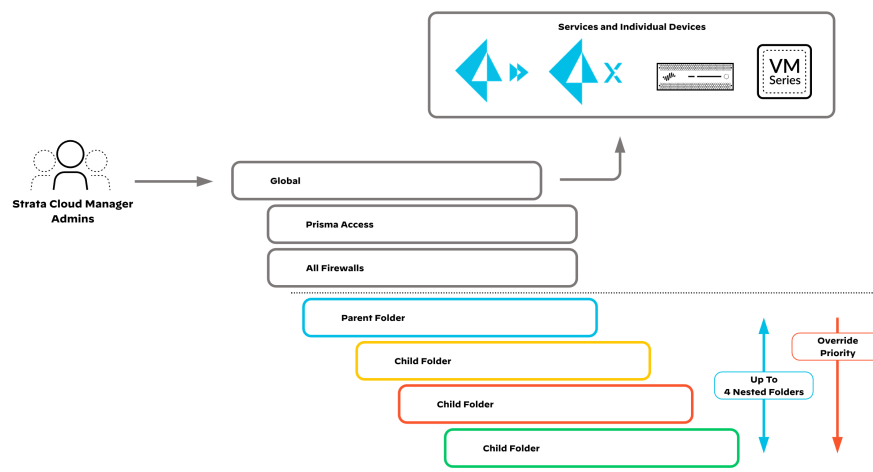 Services and Individual Devices
VM
Series
Strata Cloud Manager
Admins
Global
Prisma Access
All Firewalls
Parent Folder
Child Folder
Child Folder
Child Folder
Up To
4 Nested Folders
Override
Priority